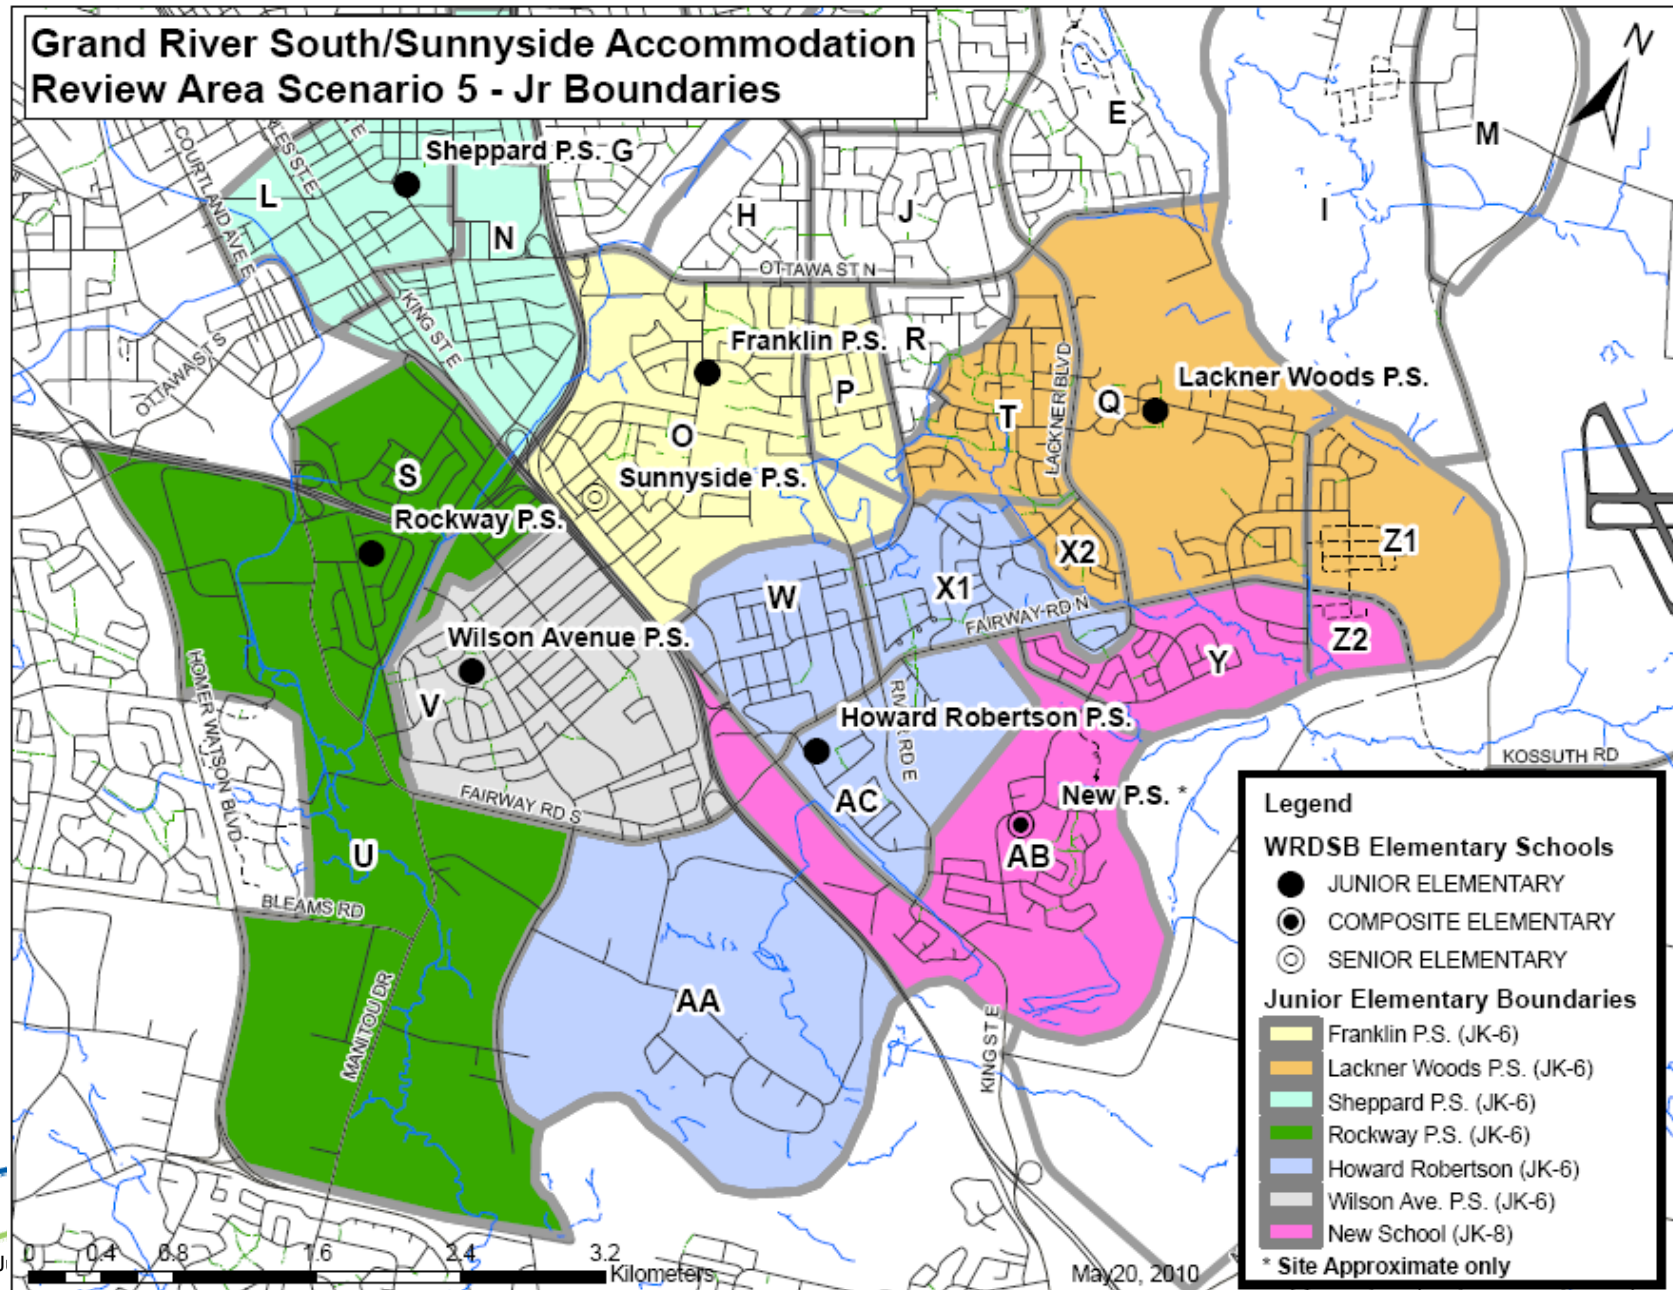 Grand River South/Sunnyside Accommodation
Review Area Scenario 5 - Jr Boundaries
N
E
M
COURTLAND AVE E
ST E
Sheppard P.S. G
L
H
J
I
N
OTTAWA ST N
KING ST E
OTTAWA ST S
Franklin P.S.
R
LACKNER BLVD
Lackner Woods P.S.
P
Q
T
O
S
Sunnyside P.S.
Rockway P.S.
Z1
X2
X1
W
FAIRWAY RD N
Wilson Avenue P.S.
Z2
Y
V
HOMER WATSON BLVD
Howard Robertson P.S.
RIVER RD E
KOSSUTH RD
FAIRWAY RD S
AC
New P.S. *
AB
U
BLEAMS RD
AA
MANITOU DR
KING ST E
Legend
WRDSB Elementary Schools
JUNIOR ELEMENTARY
COMPOSITE ELEMENTARY
SENIOR ELEMENTARY
Junior Elementary Boundaries
Franklin P.S. (JK-6)
Lackner Woods P.S. (JK-6)
Sheppard P.S. (JK-6)
Rockway P.S. (JK-6)
Howard Robertson (JK-6)
Wilson Ave. P.S. (JK-6)
New School (JK-8)
* Site Approximate only
0 0.4 0.8 1.6 2.4 3.2
Kilometers
May20, 2010